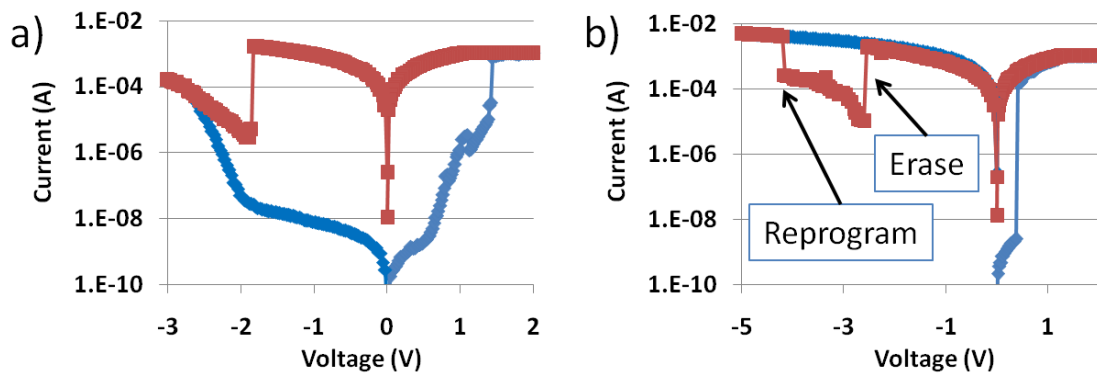 a)
Current (A)
1.E-02
1.E-04
1.E-06
1.E-08
1.E-10
-3 -2 -1 0 1 2
Voltage (V)
b)
Current (A)
1.E-02
1.E-04
1.E-06
1.E-08
1.E-10
Erase
Reprogram
-5 -3 -1 1
Voltage (V)